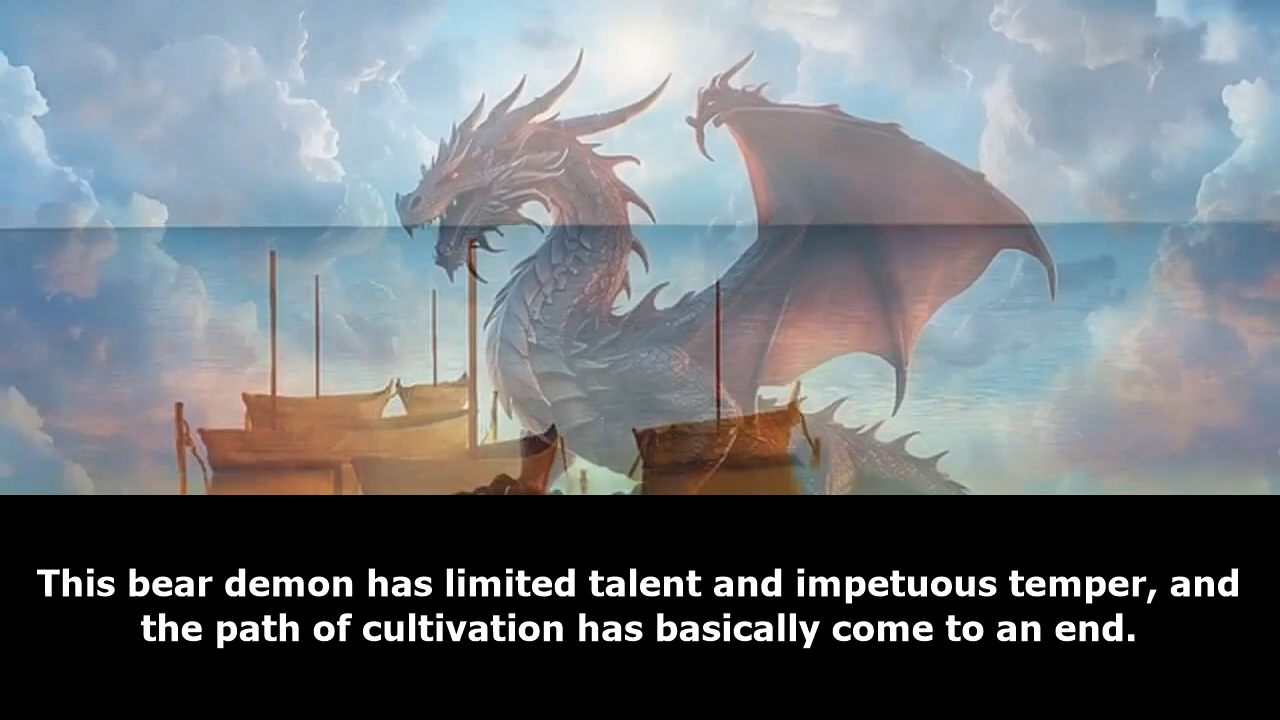 This bear demon has limited talent and impetuous temper, and
the path of cultivation has basically come to an end.